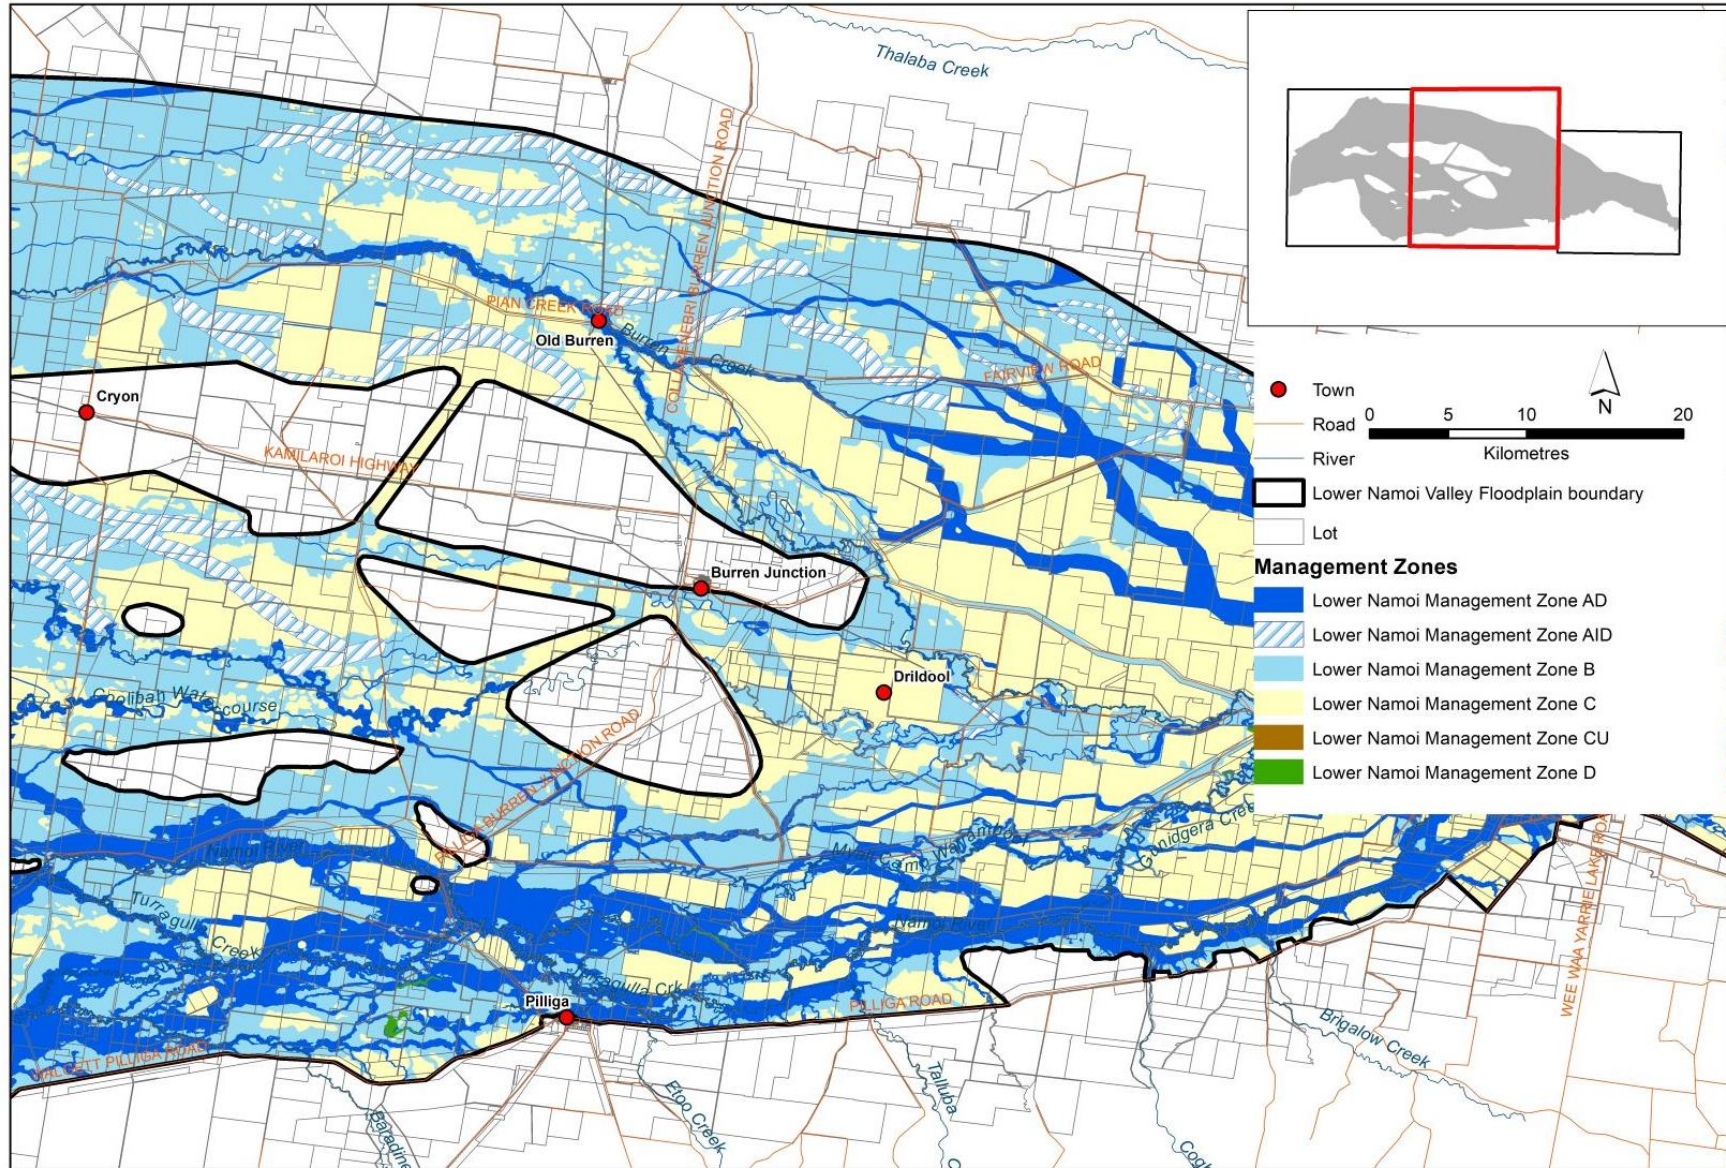 Thalaba Creek
COLLARENEBRI BURREN JUNCTION ROAD
PIAN CREEK ROAD
Old Burren
Burren
Creek
FAIRVIEW ROAD
Cryon
KAMILAROI HIGHWAY
Burren Junction
Drildool
Cooliban Watercourse
PILLIGA BURREN JUNCTION ROAD
Namoi River
Turragulla Creek
Turragulla Crk
Namoi River
Gunidgera Creek
Pilliga
PILLIGA ROAD
WALGETT PILLIGA ROAD
WEE WAA YARRIE LAKE ROAD
Brigalow Creek
Baradine
Etoo Creek
Talluba
C
Cogh
Town
Road
River
Lower Namoi Valley Floodplain boundary
Lot
N
0 5 10 20
Kilometres
Management Zones
Lower Namoi Management Zone AD
Lower Namoi Management Zone AID
Lower Namoi Management Zone B
Lower Namoi Management Zone C
Lower Namoi Management Zone CU
Lower Namoi Management Zone D